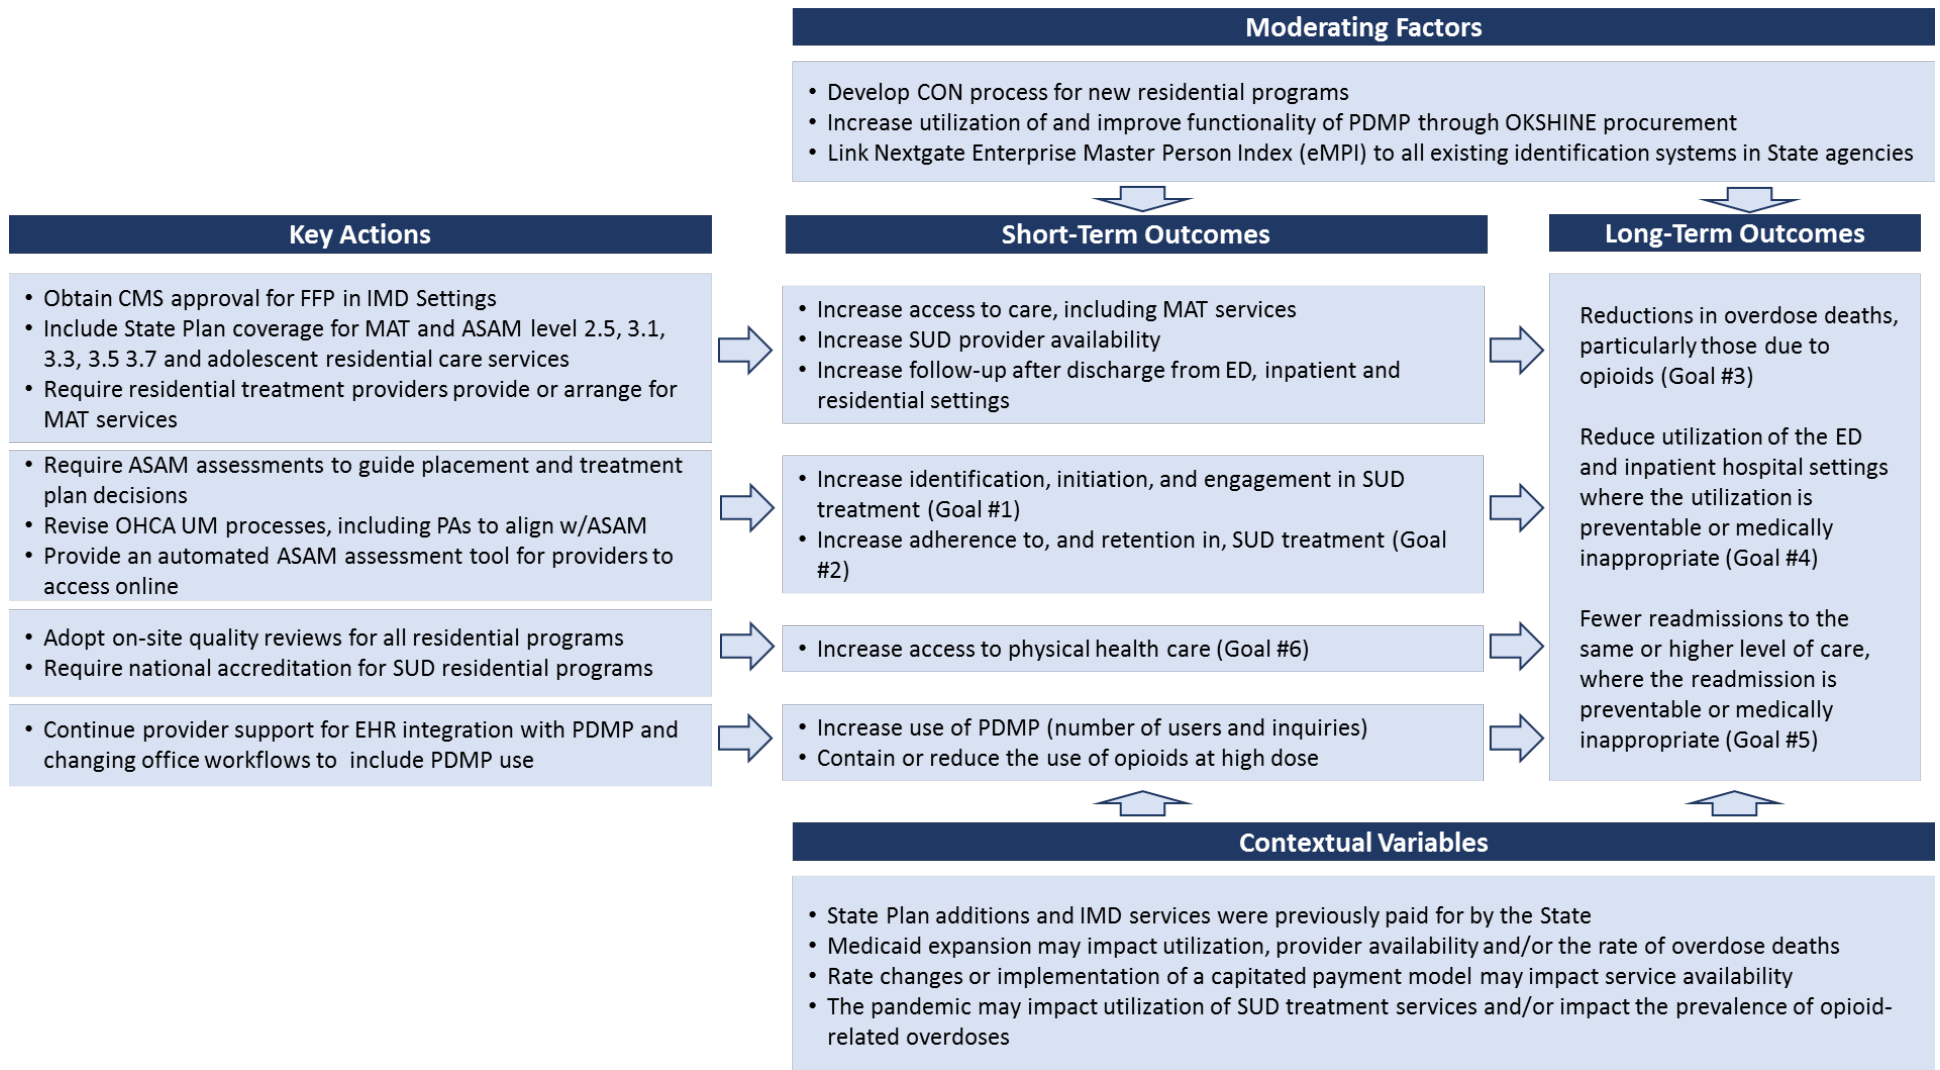 Moderating Factors
• Develop CON process for new residential programs
• Increase utilization of and improve functionality of PDMP through OKSHINE procurement
• Link Nextgate Enterprise Master Person Index (eMPI) to all existing identification systems in State agencies
Key Actions
• Obtain CMS approval for FFP in IMD Settings
• Include State Plan coverage for MAT and ASAM level 2.5, 3.1,
3.3, 3.5 3.7 and adolescent residential care services
• Require residential treatment providers provide or arrange for
MAT services
• Require ASAM assessments to guide placement and treatment
plan decisions
• Revise OHCA UM processes, including PAs to align w/ASAM
• Provide an automated ASAM assessment tool for providers to
access online
• Adopt on-site quality reviews for all residential programs
• Require national accreditation for SUD residential programs
• Continue provider support for EHR integration with PDMP and
changing office workflows to include PDMP use
Short-Term Outcomes
• Increase access to care, including MAT services
• Increase SUD provider availability
• Increase follow-up after discharge from ED, inpatient and
residential settings
• Increase identification, initiation, and engagement in SUD
treatment (Goal #1)
• Increase adherence to, and retention in, SUD treatment (Goal
#2)
• Increase access to physical health care (Goal #6)
• Increase use of PDMP (number of users and inquiries)
• Contain or reduce the use of opioids at high dose
Long-Term Outcomes
Reductions in overdose deaths,
particularly those due to
opioids (Goal #3)
Reduce utilization of the ED
and inpatient hospital settings
where the utilization is
preventable or medically
inappropriate (Goal #4)
Fewer readmissions to the
same or higher level of care,
where the readmission is
preventable or medically
inappropriate (Goal #5)
Contextual Variables
• State Plan additions and IMD services were previously paid for by the State
• Medicaid expansion may impact utilization, provider availability and/or the rate of overdose deaths
• Rate changes or implementation of a capitated payment model may impact service availability
• The pandemic may impact utilization of SUD treatment services and/or impact the prevalence of opioid-
related overdoses